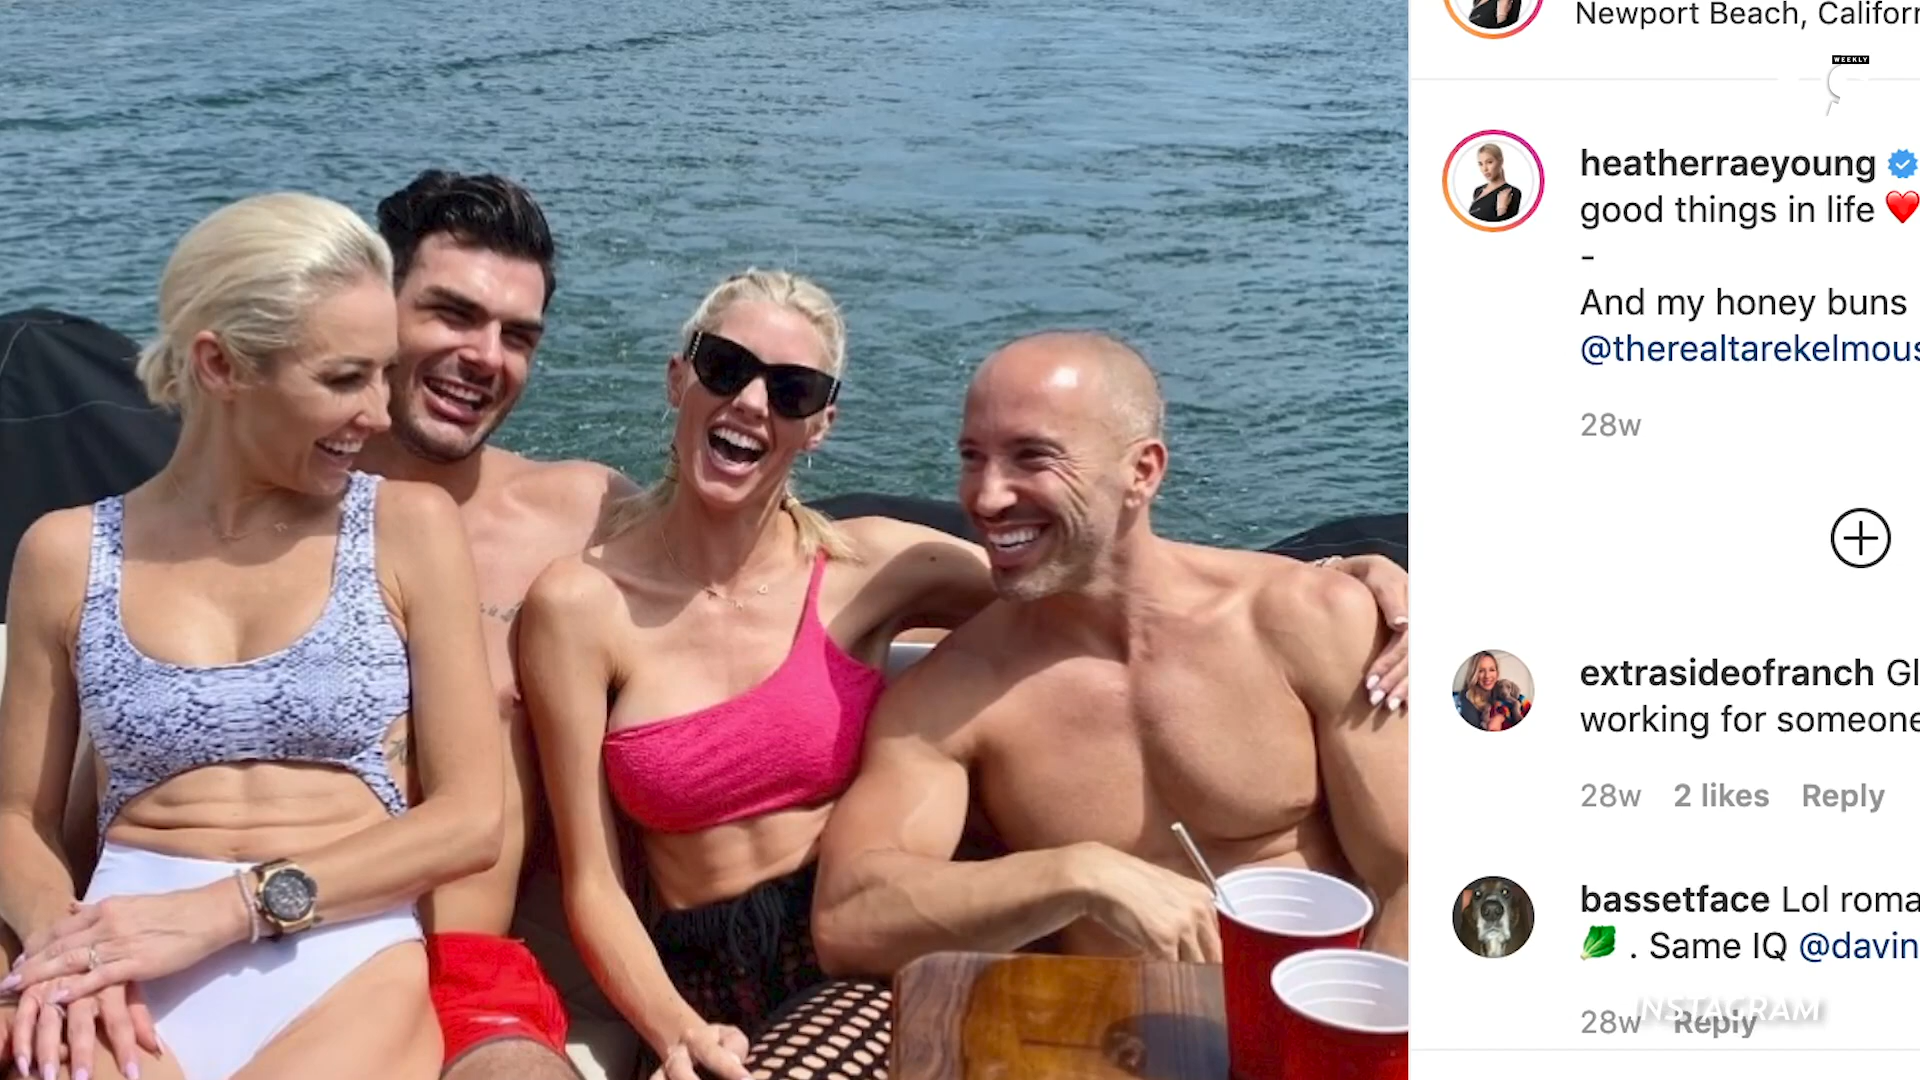 Newport Beach, Califor
WEEKLY
heatherraeyoung
good things in life ❤️
-
And my honey buns
@therealtarekelmous
28w
extrasideofranch Gl
working for someone
28w 2 likes Reply
bassetface Lol roma
🥬 . Same IQ @davin
28w Reply
INSTAGRAM